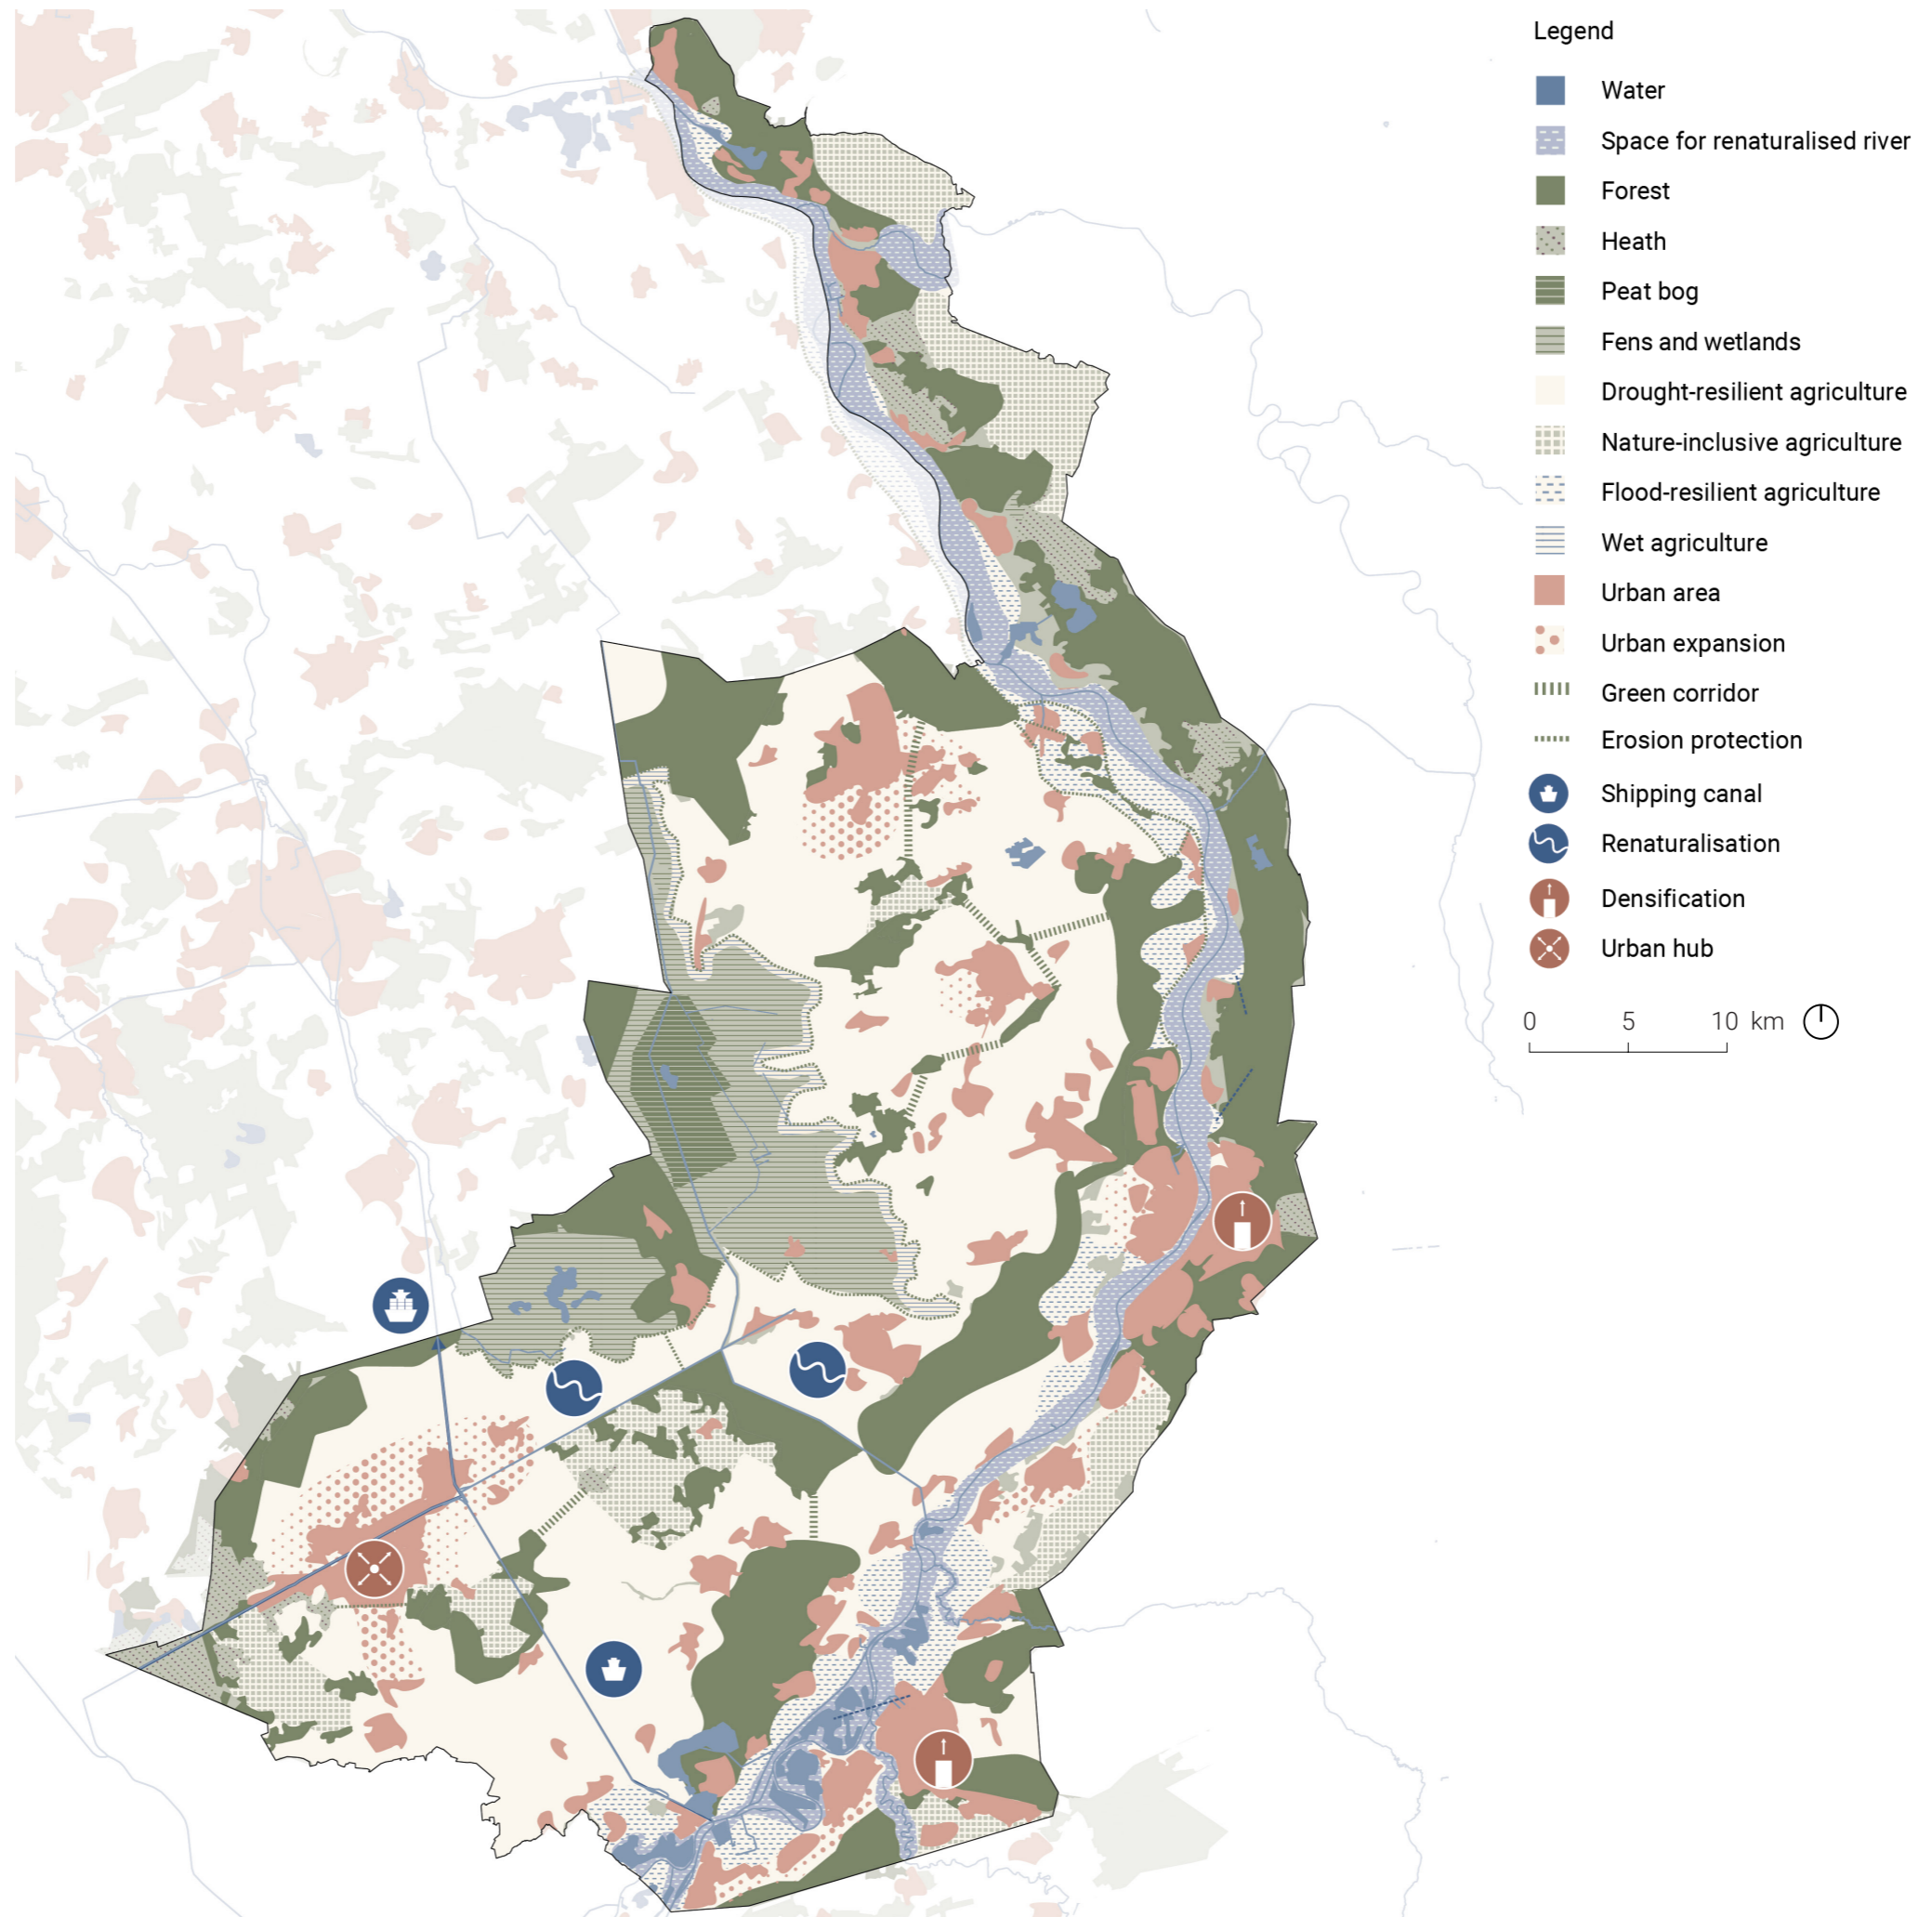 Legend
Water
Space for renaturalised river
Forest
Heath
Peat bog
Fens and wetlands
Drought-resilient agriculture
Nature-inclusive agriculture
Flood-resilient agriculture
Wet agriculture
Urban area
Urban expansion
Green corridor
Erosion protection
Shipping canal
Renaturalisation
Densification
Urban hub
0 5 10 km